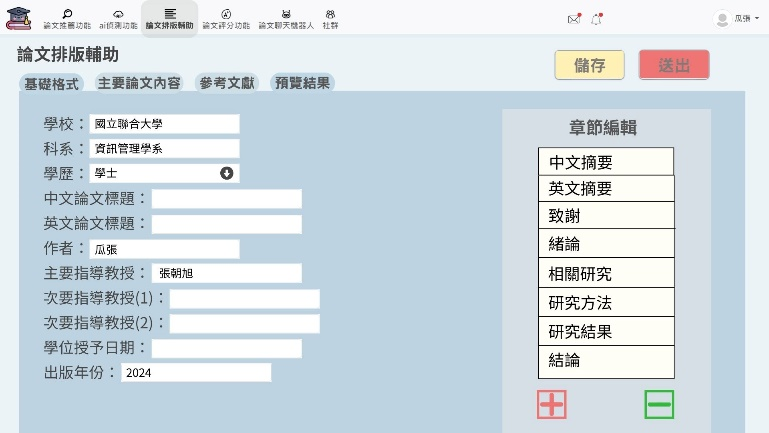 論文推薦功能 ai偵測功能 論文排版輔助 論文評分功能 論文聊天機器人 社群 瓜張
論文排版輔助
儲存 送出
基礎格式 主要論文內容 參考文獻 預覽結果
學校：國立聯合大學
科系：資訊管理學系
學歷：學士
中文論文標題：
英文論文標題：
作者：瓜張
主要指導教授：張朝旭
次要指導教授(1)：
次要指導教授(2)：
學位授予日期：
出版年份：2024
章節編輯
中文摘要
英文摘要
致謝
緒論
相關研究
研究方法
研究結果
結論